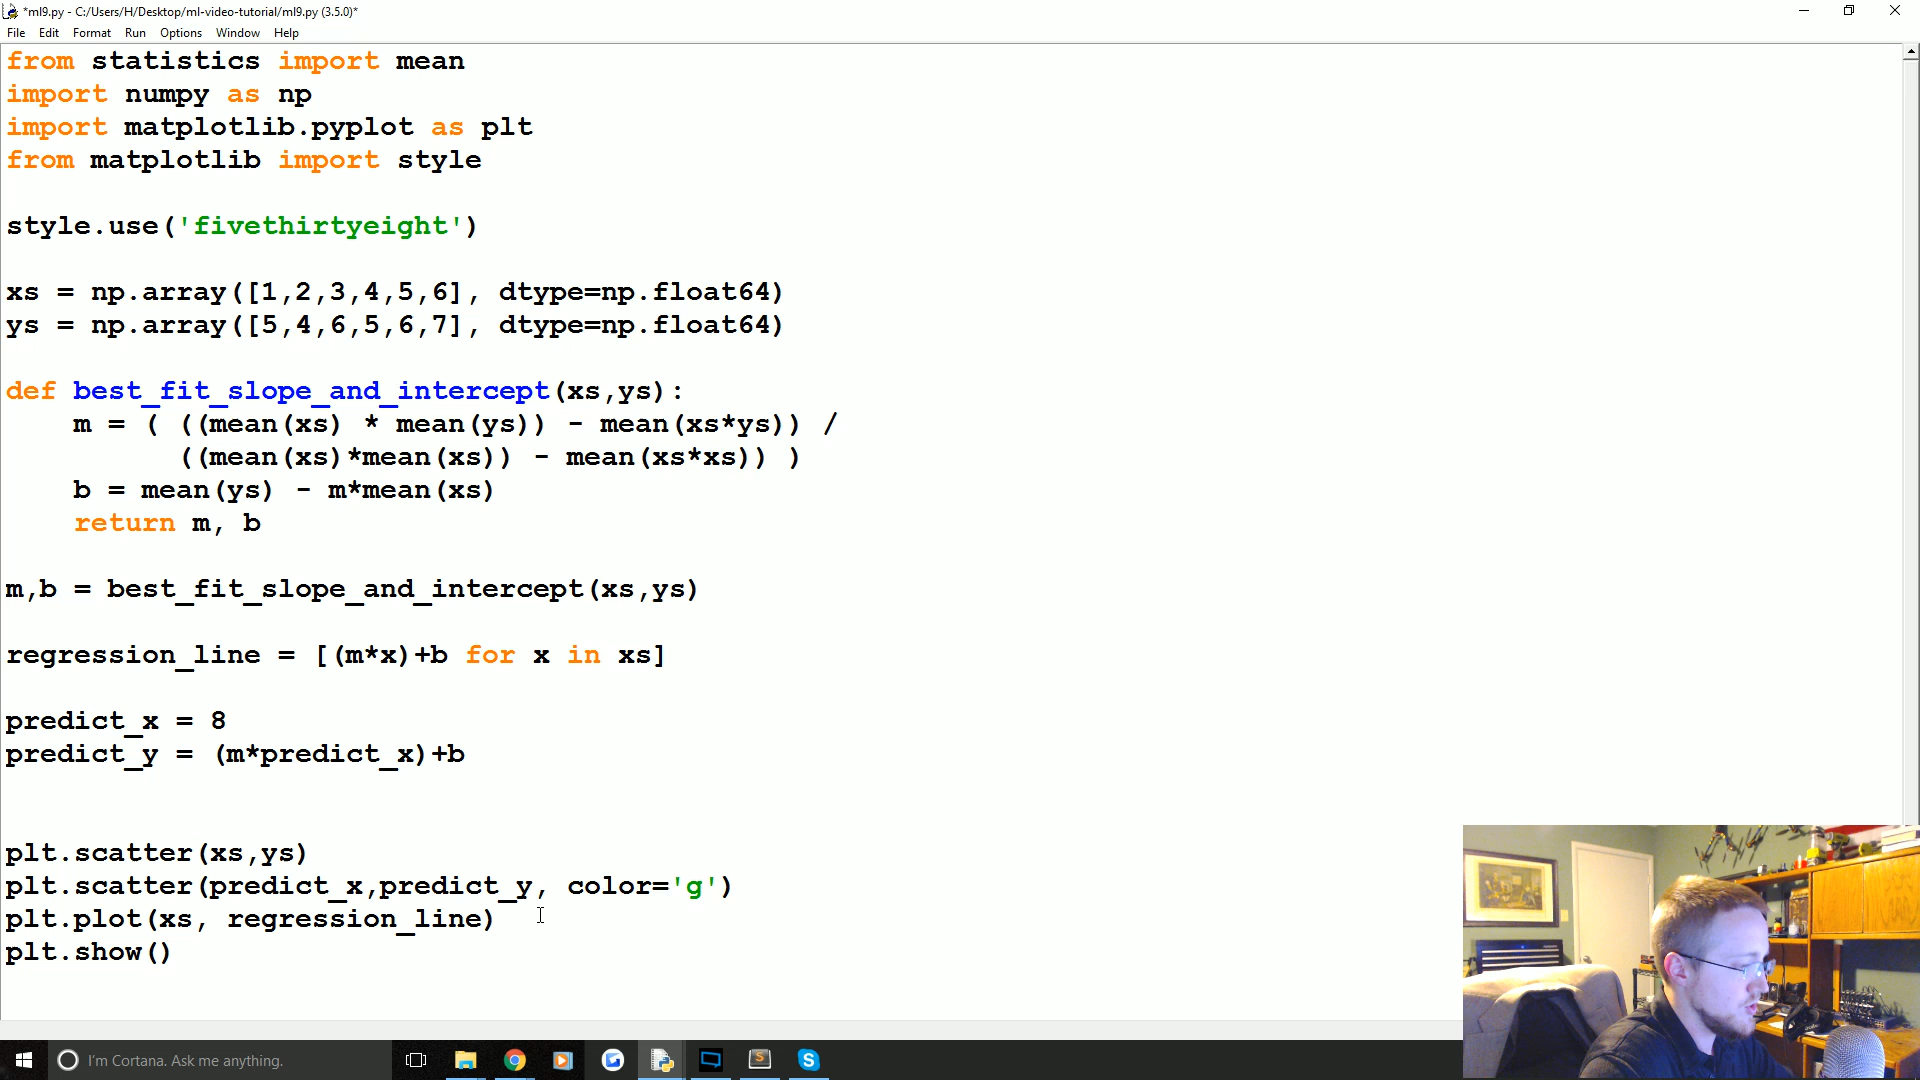 *ml9.py - C:/Users/H/Desktop/ml-video-tutorial/ml9.py (3.5.0)*
File Edit Format Run Options Window Help
from statistics import mean
import numpy as np
import matplotlib.pyplot as plt
from matplotlib import style
style.use('fivethirtyeight')
xs = np.array([1,2,3,4,5,6], dtype=np.float64)
ys = np.array([5,4,6,5,6,7], dtype=np.float64)
def best_fit_slope_and_intercept(xs,ys):
    m = ( ((mean(xs) * mean(ys)) - mean(xs*ys)) /
          ((mean(xs)*mean(xs)) - mean(xs*xs)) )
    b = mean(ys) - m*mean(xs)
    return m, b
m,b = best_fit_slope_and_intercept(xs,ys)
regression_line = [(m*x)+b for x in xs]
predict_x = 8
predict_y = (m*predict_x)+b
plt.scatter(xs,ys)
plt.scatter(predict_x,predict_y, color='g')
plt.plot(xs, regression_line)
plt.show()
I'm Cortana. Ask me anything.